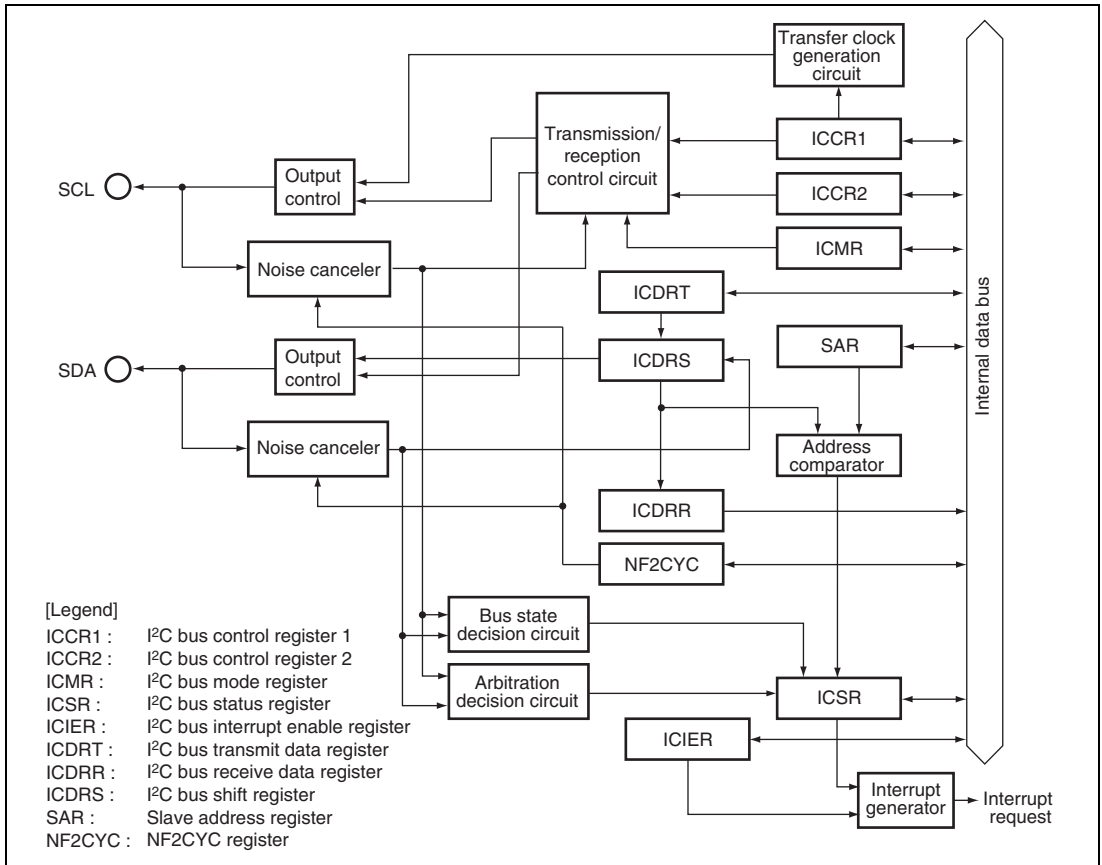 Transfer clock
generation
circuit
Transmission/
reception
control circuit
ICCR1
SCL
Output
control
ICCR2
Noise canceler
ICMR
ICDRT
SDA
Output
control
ICDRS
SAR
Internal data bus
Noise canceler
Address
comparator
ICDRR
NF2CYC
Bus state
decision circuit
Arbitration
decision circuit
ICSR
ICIER
Interrupt
generator
Interrupt
request
[Legend]
ICCR1 : I²C bus control register 1
ICCR2 : I²C bus control register 2
ICMR : I²C bus mode register
ICSR : I²C bus status register
ICIER : I²C bus interrupt enable register
ICDRT : I²C bus transmit data register
ICDRR : I²C bus receive data register
ICDRS : I²C bus shift register
SAR : Slave address register
NF2CYC : NF2CYC register